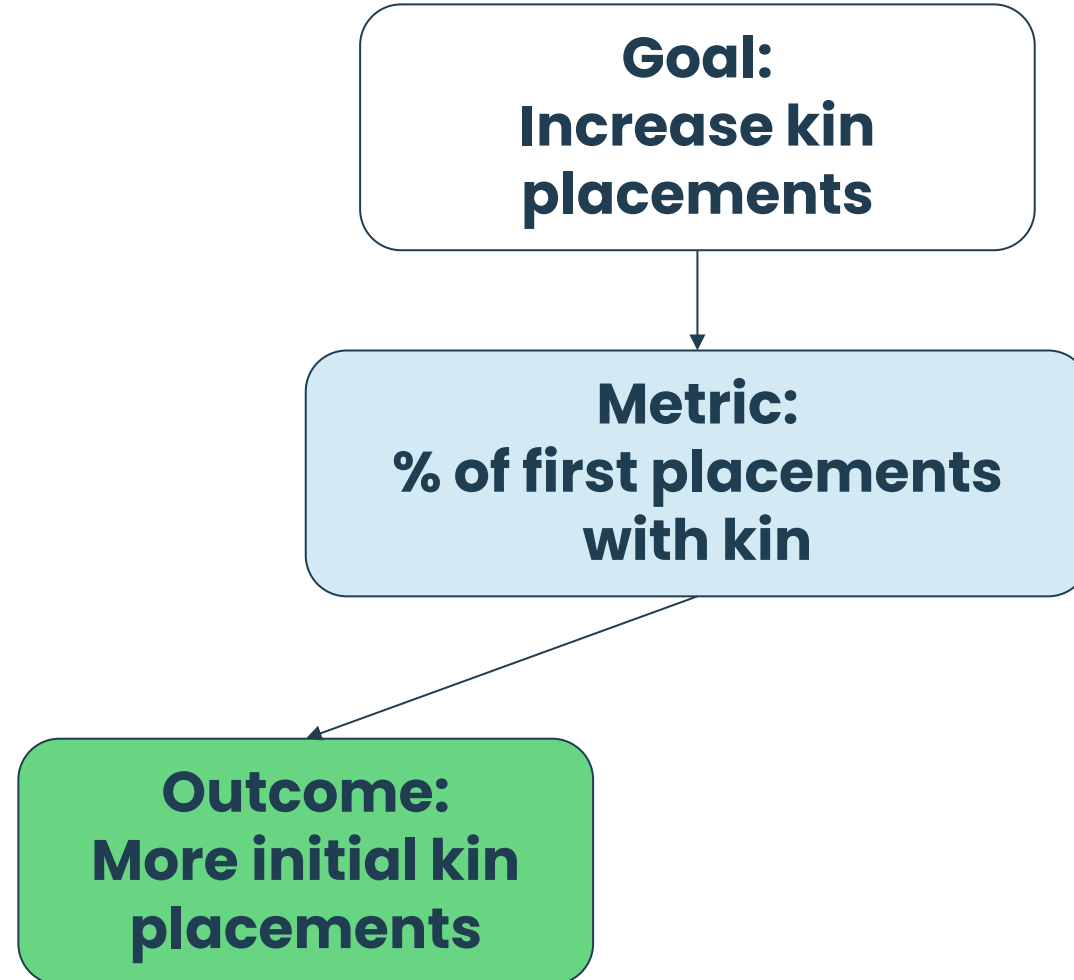 Goal:
Increase kin
placements
Metric:
% of first placements
with kin
Outcome:
More initial kin
placements